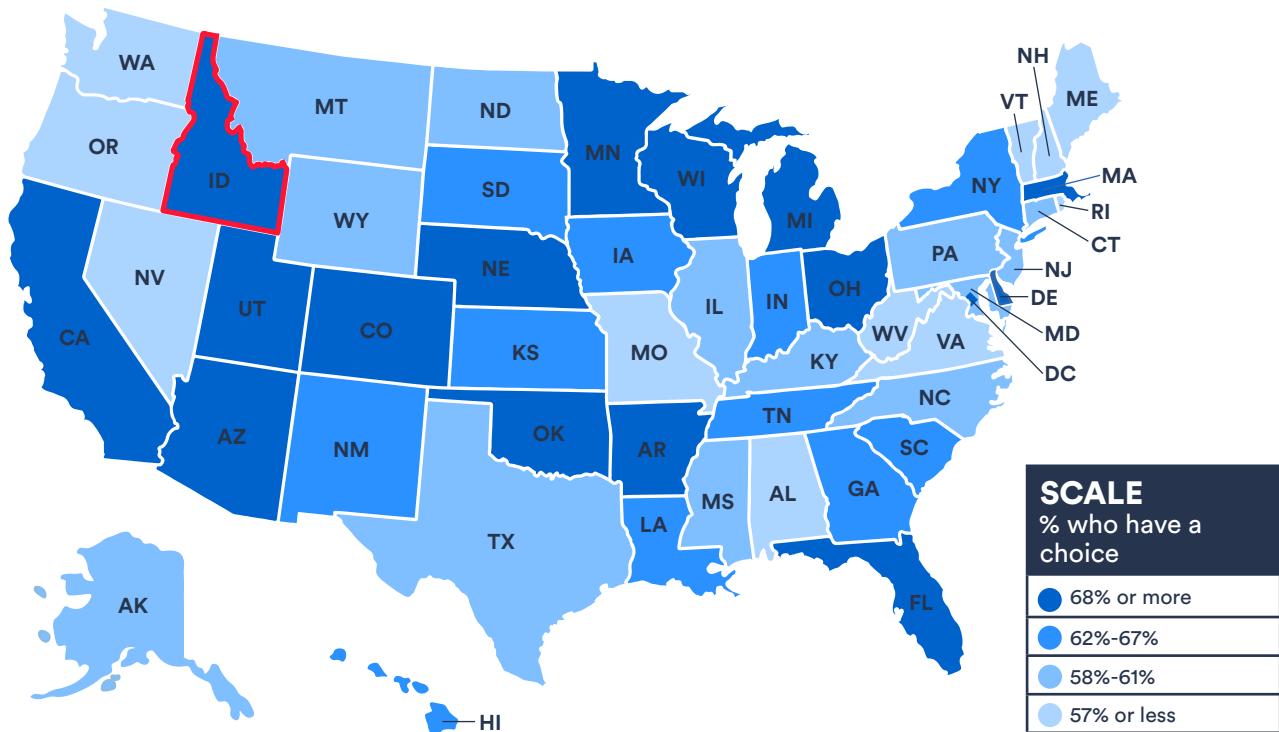 NH
WA
ME
VT
MT
ND
OR
MN
ID
WI
NY
MA
SD
MI
RI
WY
CT
PA
IA
NJ
NV
NE
OH
DE
UT
IL
IN
CA
CO
WV
MD
VA
KS
MO
KY
DC
NC
TN
AZ
OK
NM
AR
SC
MS
AL
GA
LA
TX
SCALE
% who have a
choice
68% or more
62%-67%
58%-61%
57% or less
AK
FL
HI